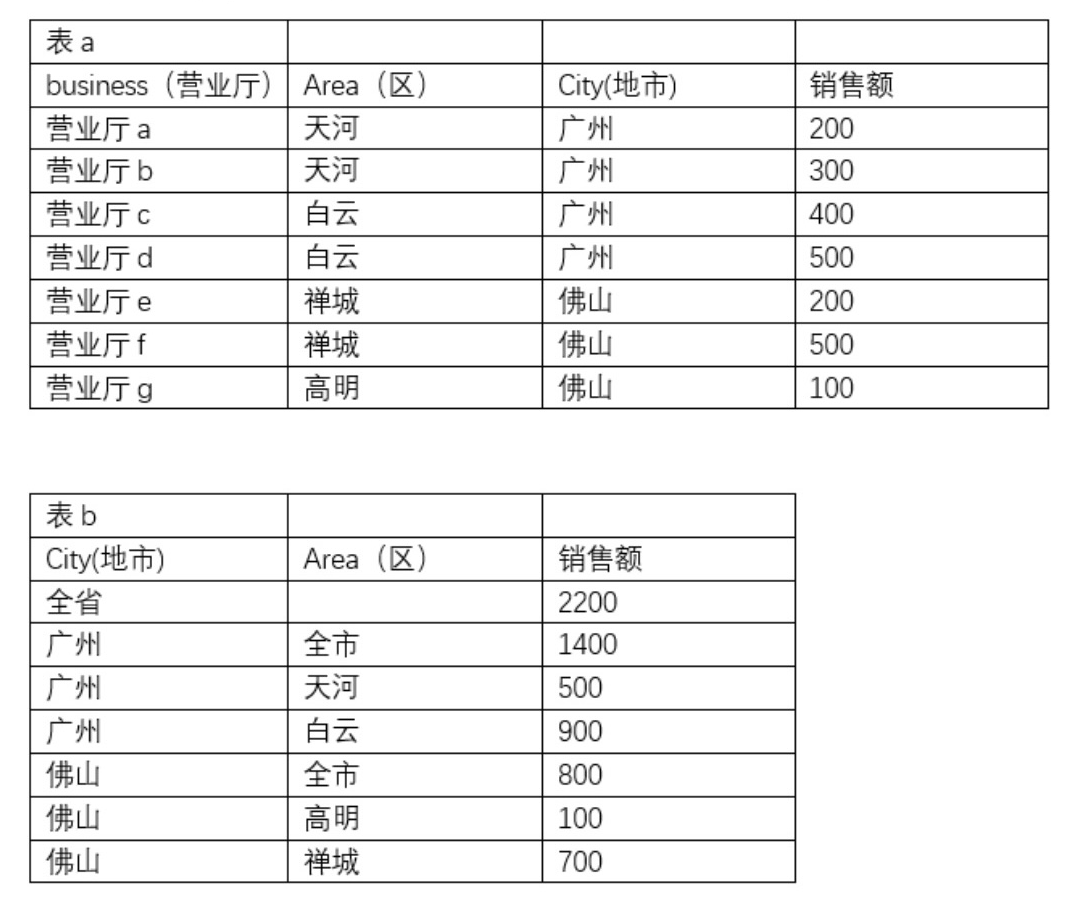 表 a
business（营业厅） Area（区） City(地市) 销售额
营业厅 a 天河 广州 200
营业厅 b 天河 广州 300
营业厅 c 白云 广州 400
营业厅 d 白云 广州 500
营业厅 e 禅城 佛山 200
营业厅 f 禅城 佛山 500
营业厅 g 高明 佛山 100
表 b
City(地市) Area（区） 销售额
全省 2200
广州 全市 1400
广州 天河 500
广州 白云 900
佛山 全市 800
佛山 高明 100
佛山 禅城 700